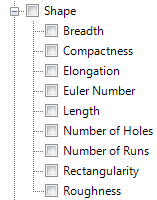 Shape
Breadth
Compactness
Elongation
Euler Number
Length
Number of Holes
Number of Runs
Rectangularity
Roughness